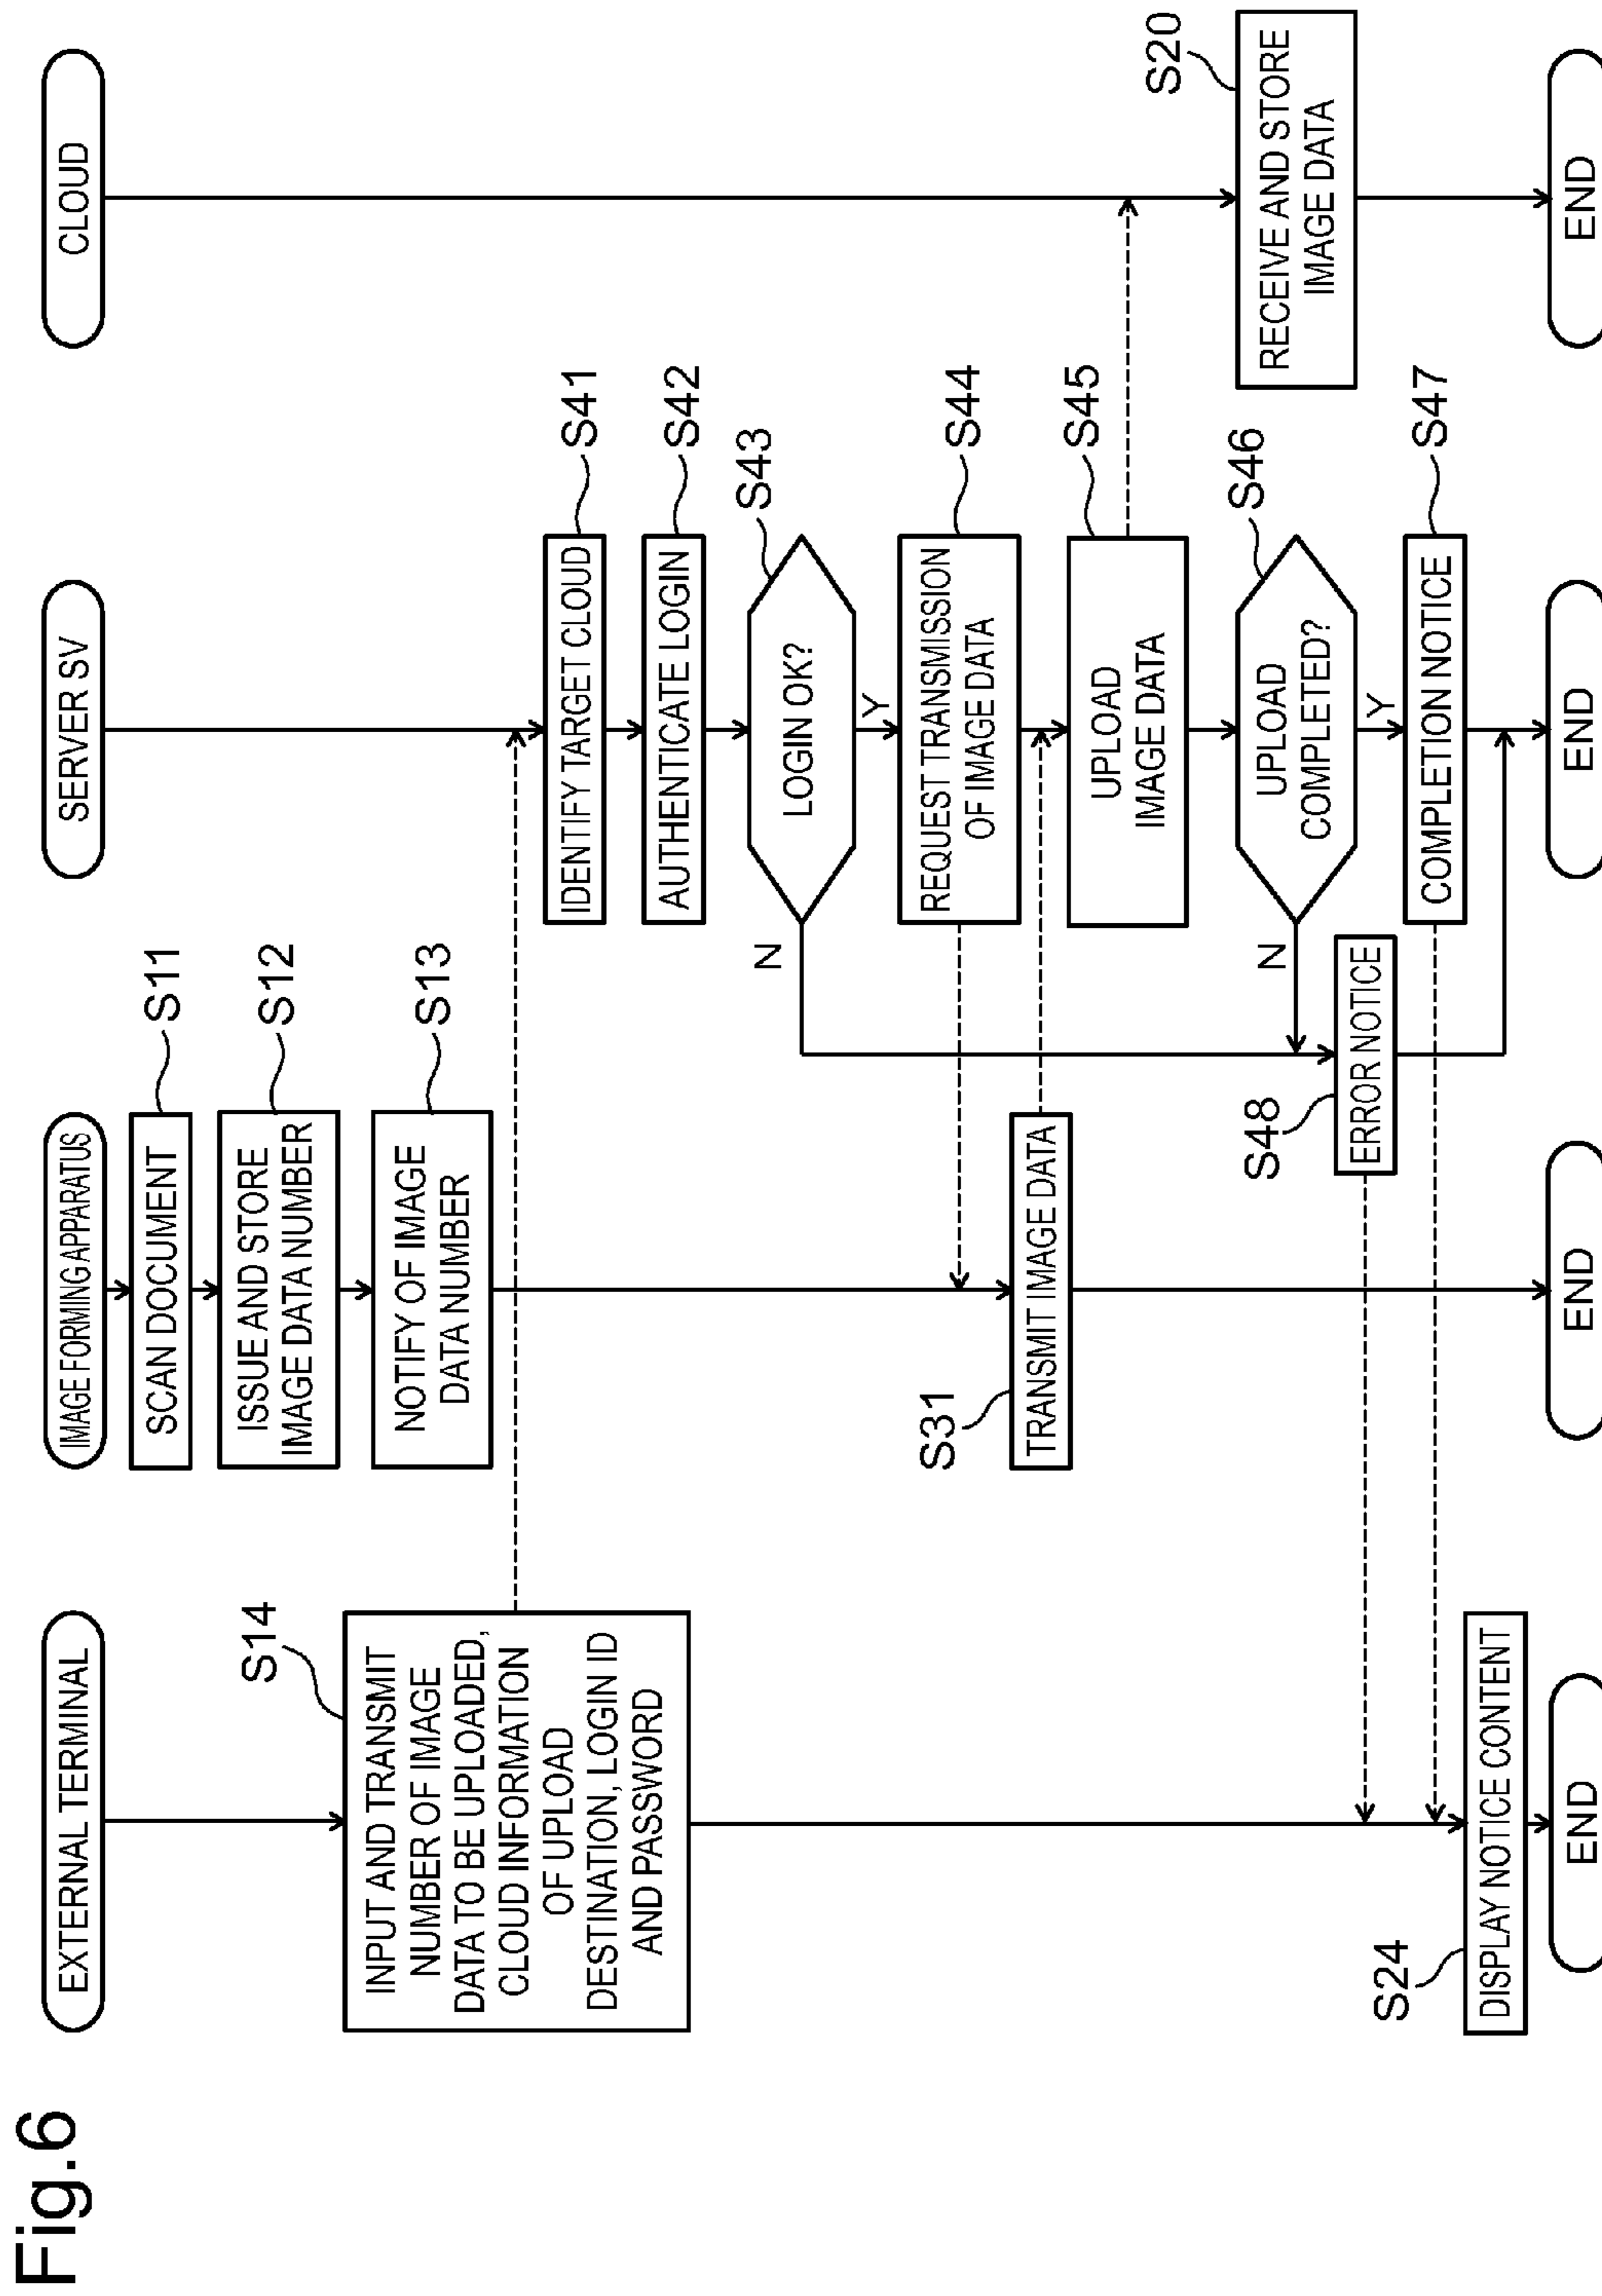 Fig.6
EXTERNAL TERMINAL
S14
INPUT AND TRANSMIT
NUMBER OF IMAGE
DATA TO BE UPLOADED,
CLOUD INFORMATION
OF UPLOAD
DESTINATION, LOGIN ID
AND PASSWORD
S24
DISPLAY NOTICE CONTENT
END
IMAGE FORMING APPARATUS
S11
SCAN DOCUMENT
S12
ISSUE AND STORE
IMAGE DATA NUMBER
S13
NOTIFY OF IMAGE
DATA NUMBER
S31
TRANSMIT IMAGE DATA
END
SERVER SV
S41
IDENTIFY TARGET CLOUD
S42
AUTHENTICATE LOGIN
S43
LOGIN OK?
N
Y
S44
REQUEST TRANSMISSION
OF IMAGE DATA
S45
UPLOAD
IMAGE DATA
S46
UPLOAD
COMPLETED?
N
Y
S48
ERROR NOTICE
S47
COMPLETION NOTICE
END
CLOUD
S20
RECEIVE AND STORE
IMAGE DATA
END